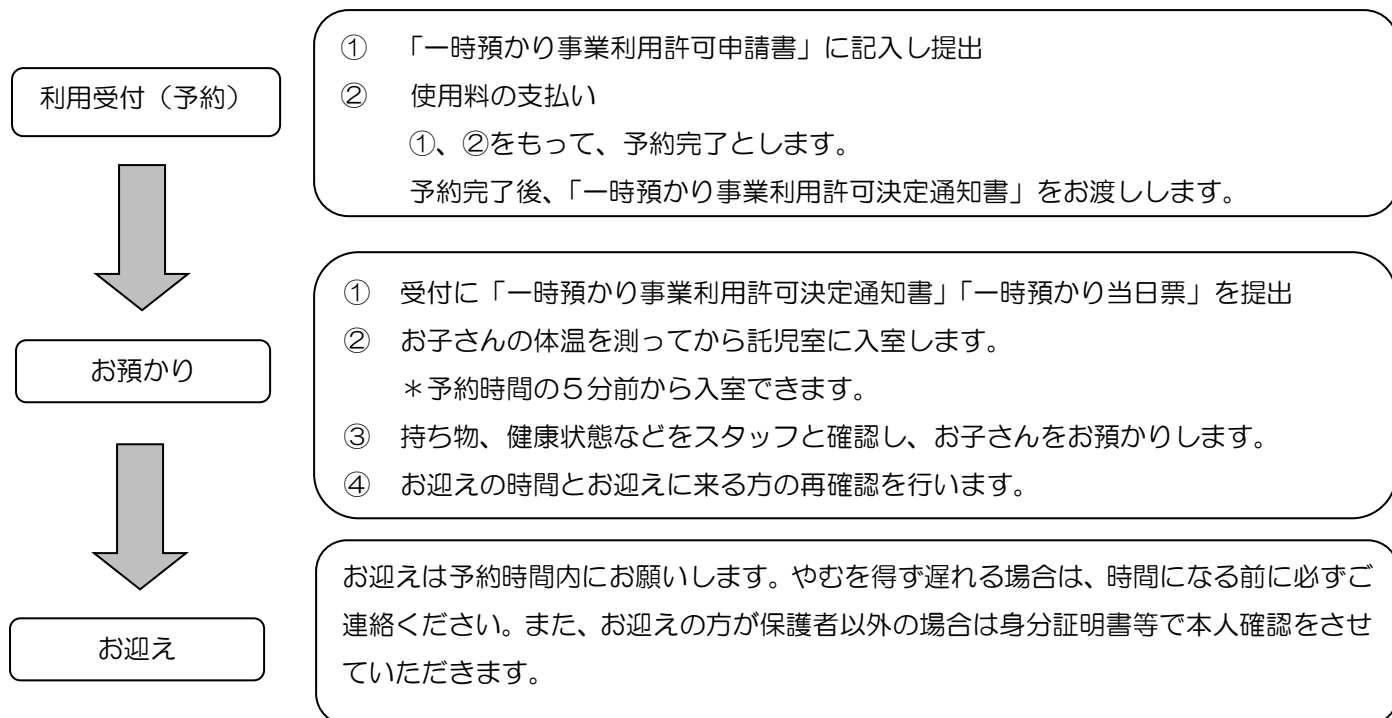 利用受付（予約）
① 「一時預かり事業利用許可申請書」に記入し提出
② 使用料の支払い
①、②をもって、予約完了とします。
予約完了後、「一時預かり事業利用許可決定通知書」をお渡しします。
お預かり
① 受付に「一時預かり事業利用許可決定通知書」「一時預かり当日票」を提出
② お子さんの体温を測ってから託児室に入室します。
＊予約時間の５分前から入室できます。
③ 持ち物、健康状態などをスタッフと確認し、お子さんをお預かりします。
④ お迎えの時間とお迎えに来る方の再確認を行います。
お迎え
お迎えは予約時間内にお願いします。やむを得ず遅れる場合は、時間になる前に必ずご
連絡ください。また、お迎えの方が保護者以外の場合は身分証明書等で本人確認をさせ
ていただきます。